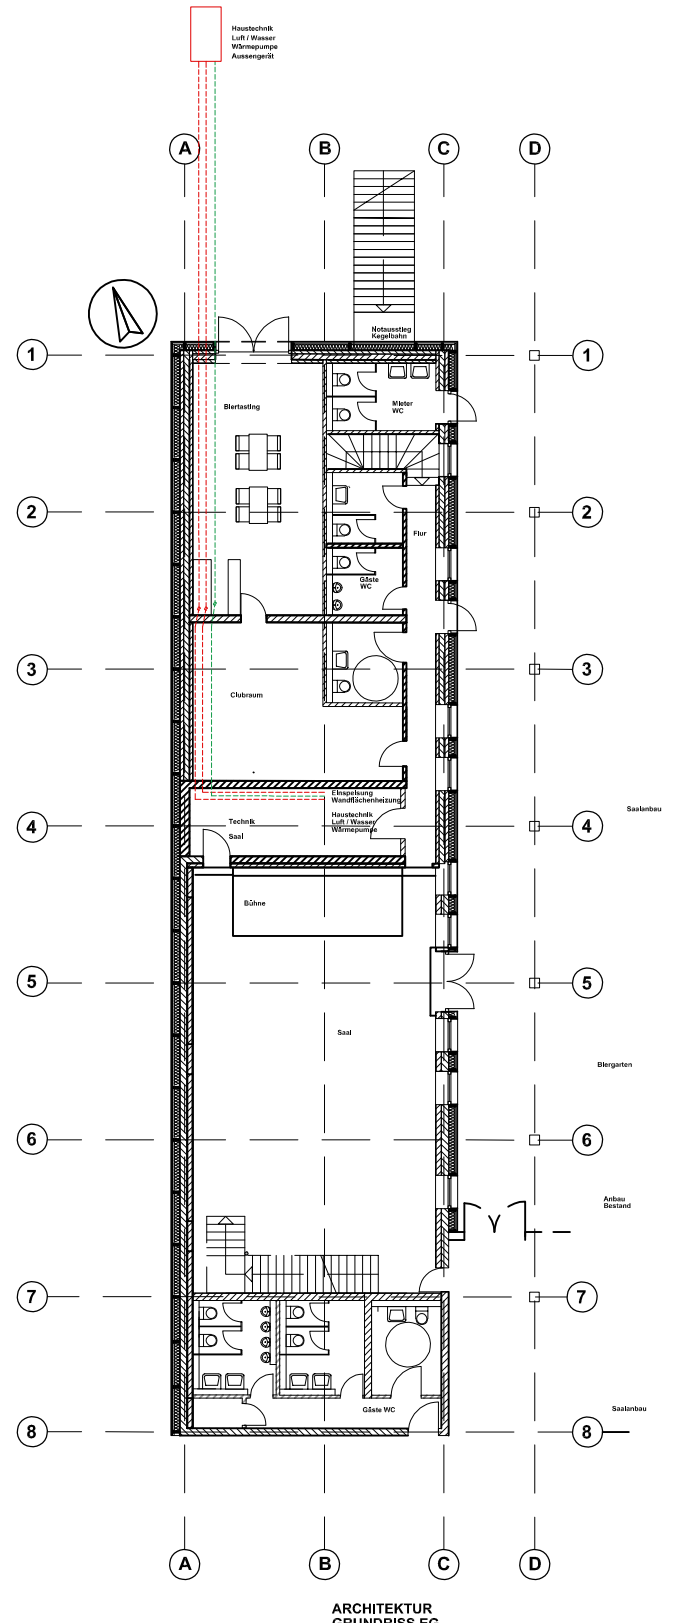 Haustechnik
Luft / Wasser
Wärmepumpe
Aussengerät
A
B
C
D
Notausstieg
Kegelbahn
1
1
Biertasting
Mieter
WC
2
2
Flur
Gäste
WC
3
3
Clubraum
Einspeisung
Wandflächenheizung
Saalanbau
Technik
Haustechnik
Luft / Wasser
Wärmepumpe
4
4
Saal
Bühne
5
5
Saal
Biergarten
6
6
Anbau
Bestand
7
7
Gäste WC
Saalanbau
8
8
A
B
C
D
ARCHITEKTUR
GRUNDRISS EG